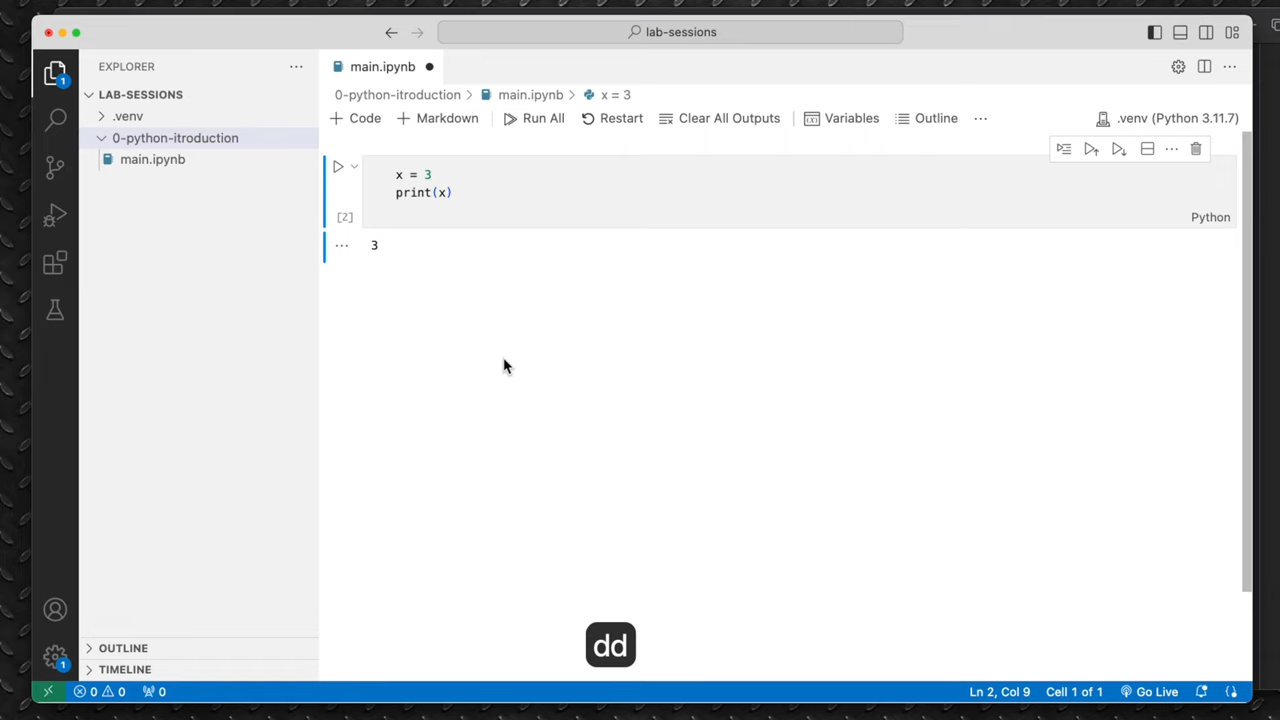 lab-sessions
EXPLORER
LAB-SESSIONS
.venv
0-python-itroduction
main.ipynb
OUTLINE
TIMELINE
main.ipynb
0-python-itroduction > main.ipynb > x = 3
+ Code + Markdown Run All Restart Clear All Outputs Variables Outline ... .venv (Python 3.11.7)
x = 3
print(x)
[2] Python
3
dd
1
1
0 0 0 Ln 2, Col 9 Cell 1 of 1 Go Live